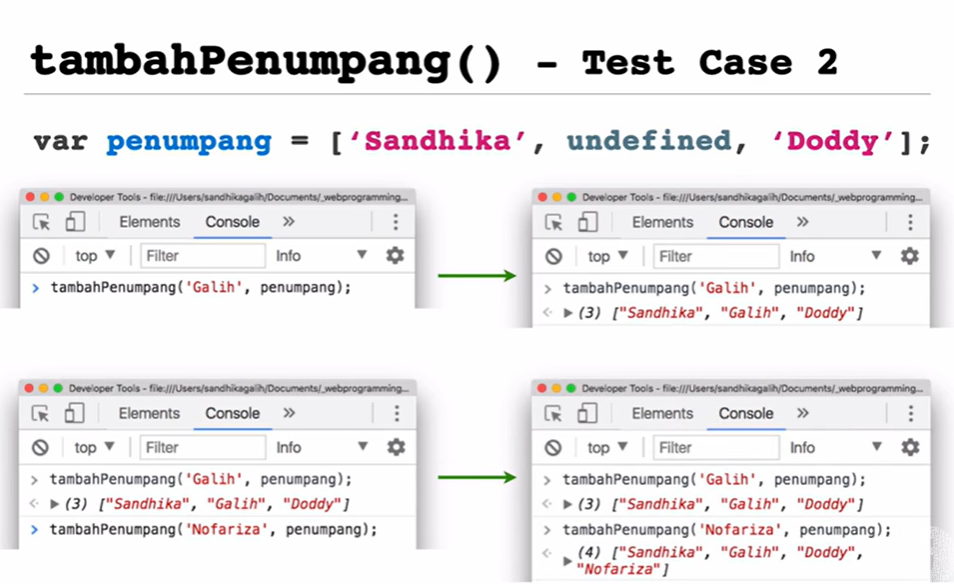 tambahPenumpang() - Test Case 2
var penumpang = [‘Sandhika’, undefined, ‘Doddy’];
Developer Tools - file:///Users/sandhikagalih/Documents/_webprogramming...
Elements Console »
top ▼ Filter Info ▼
> tambahPenumpang('Galih', penumpang);
Developer Tools - file:///Users/sandhikagalih/Documents/_webprogramming...
Elements Console »
top ▼ Filter Info ▼
> tambahPenumpang('Galih', penumpang);
<· ▶ (3) ["Sandhika", "Galih", "Doddy"]
Developer Tools - file:///Users/sandhikagalih/Documents/_webprogramming...
Elements Console »
top ▼ Filter Info ▼
> tambahPenumpang('Galih', penumpang);
<· ▶ (3) ["Sandhika", "Galih", "Doddy"]
> tambahPenumpang('Nofariza', penumpang);
Developer Tools - file:///Users/sandhikagalih/Documents/_webprogramming...
Elements Console »
top ▼ Filter Info ▼
> tambahPenumpang('Galih', penumpang);
<· ▶ (3) ["Sandhika", "Galih", "Doddy"]
> tambahPenumpang('Nofariza', penumpang);
<· ▶ (4) ["Sandhika", "Galih", "Doddy",
"Nofariza"]